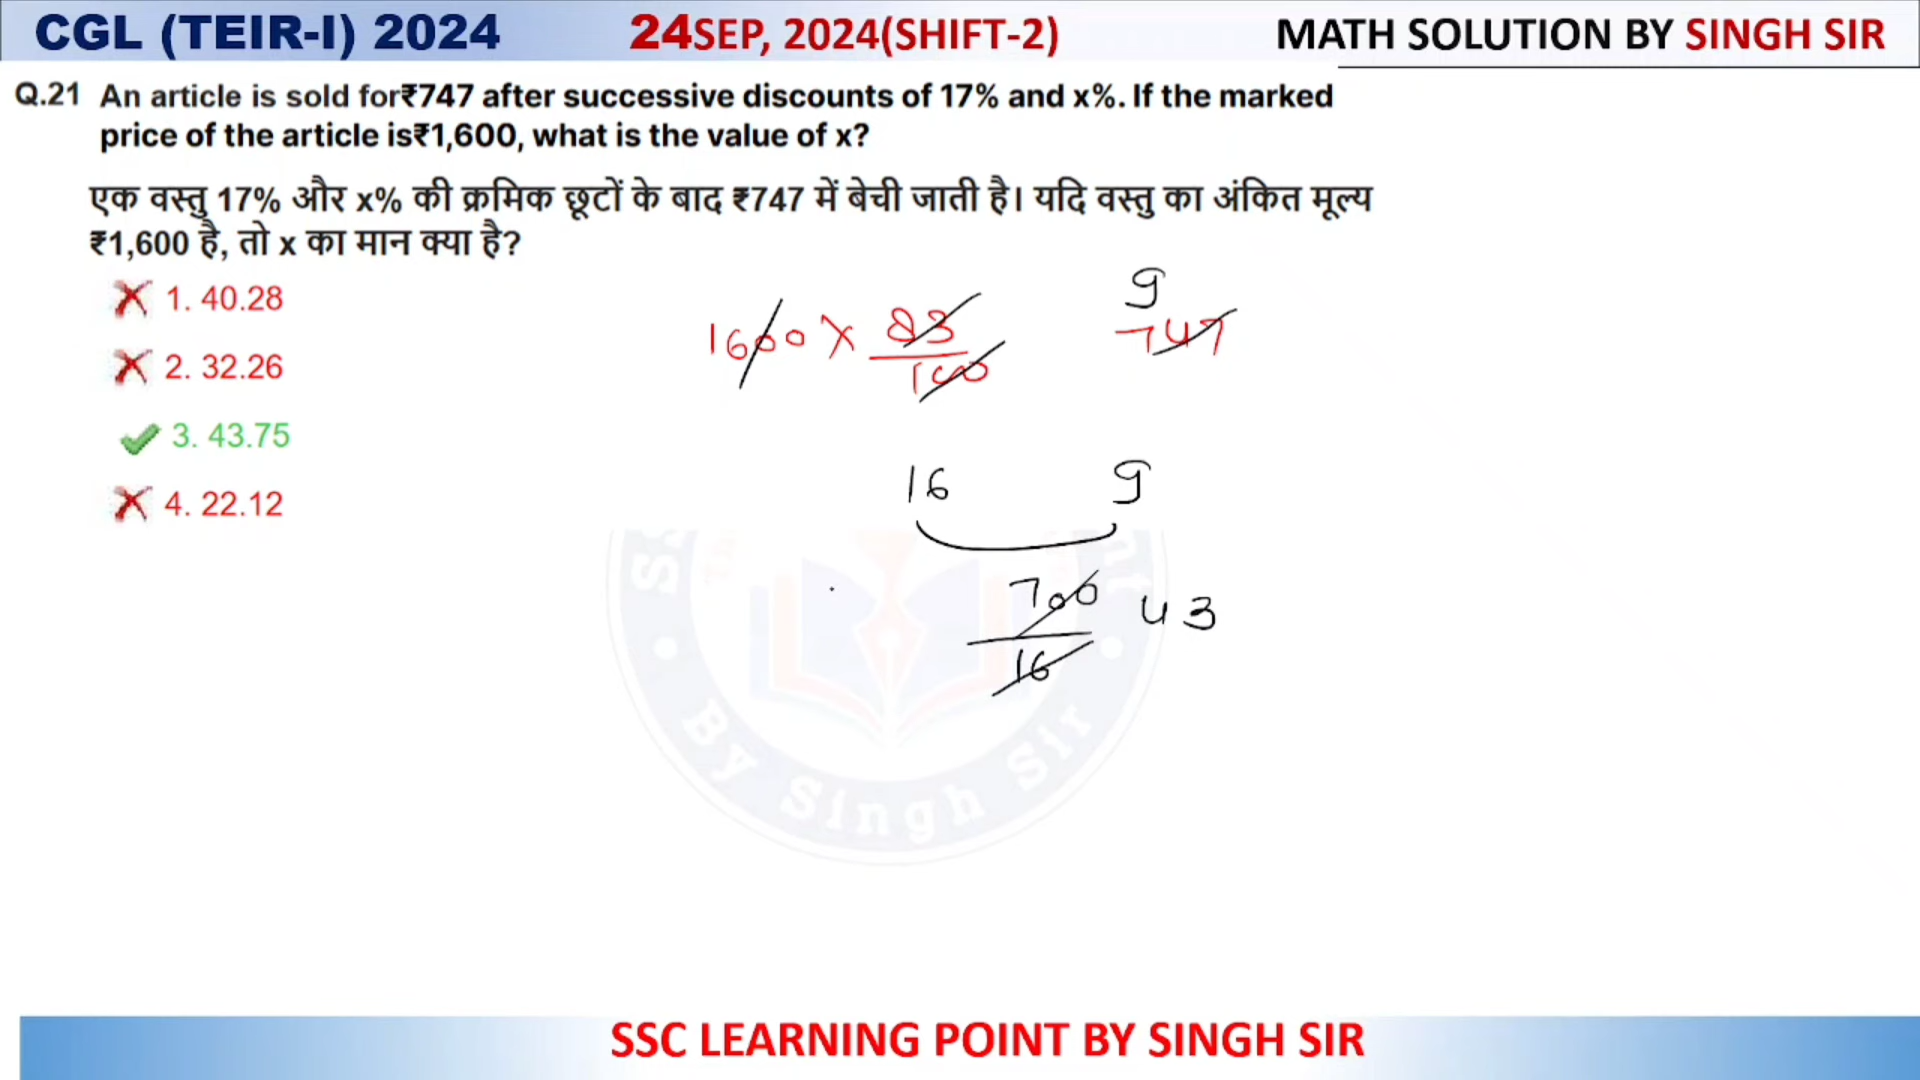 CGL (TEIR-I) 2024 24SEP, 2024(SHIFT-2) MATH SOLUTION BY SINGH SIR
Q.21 An article is sold for₹747 after successive discounts of 17% and x%. If the marked
price of the article is₹1,600, what is the value of x?
एक वस्तु 17% और x% की क्रमिक छूटों के बाद ₹747 में बेची जाती है। यदि वस्तु का अंकित मूल्य
₹1,600 है, तो x का मान क्या है?
1. 40.28
2. 32.26
3. 43.75
4. 22.12
9
1600 X 83 747
100
16 9
700 43
16
By Singh Sir
SSC LEARNING POINT BY SINGH SIR